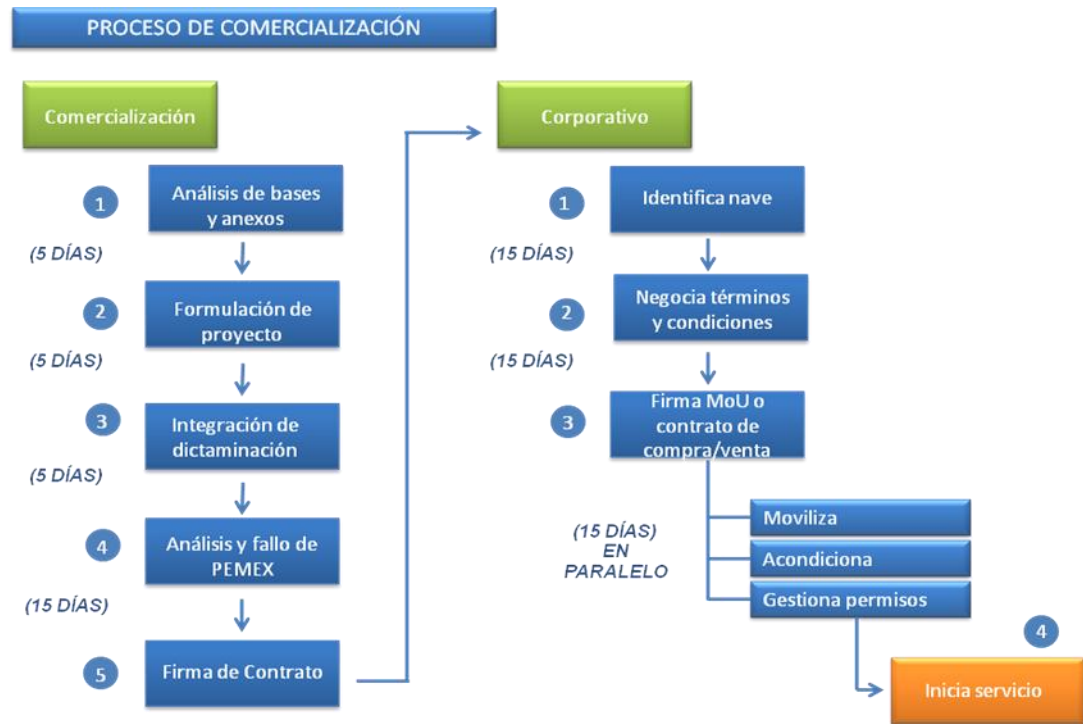 PROCESO DE COMERCIALIZACIÓN
Comercialización
1
Análisis de bases
y anexos
(5 DÍAS)
2
Formulación de
proyecto
(5 DÍAS)
3
Integración de
dictaminación
(5 DÍAS)
4
Análisis y fallo de
PEMEX
(15 DÍAS)
5
Firma de Contrato
Corporativo
1
Identifica nave
(15 DÍAS)
2
Negocia términos
y condiciones
(15 DÍAS)
3
Firma MoU o
contrato de
compra/venta
(15 DÍAS)
EN
PARALELO
Moviliza
Acondiciona
Gestiona permisos
4
Inicia servicio